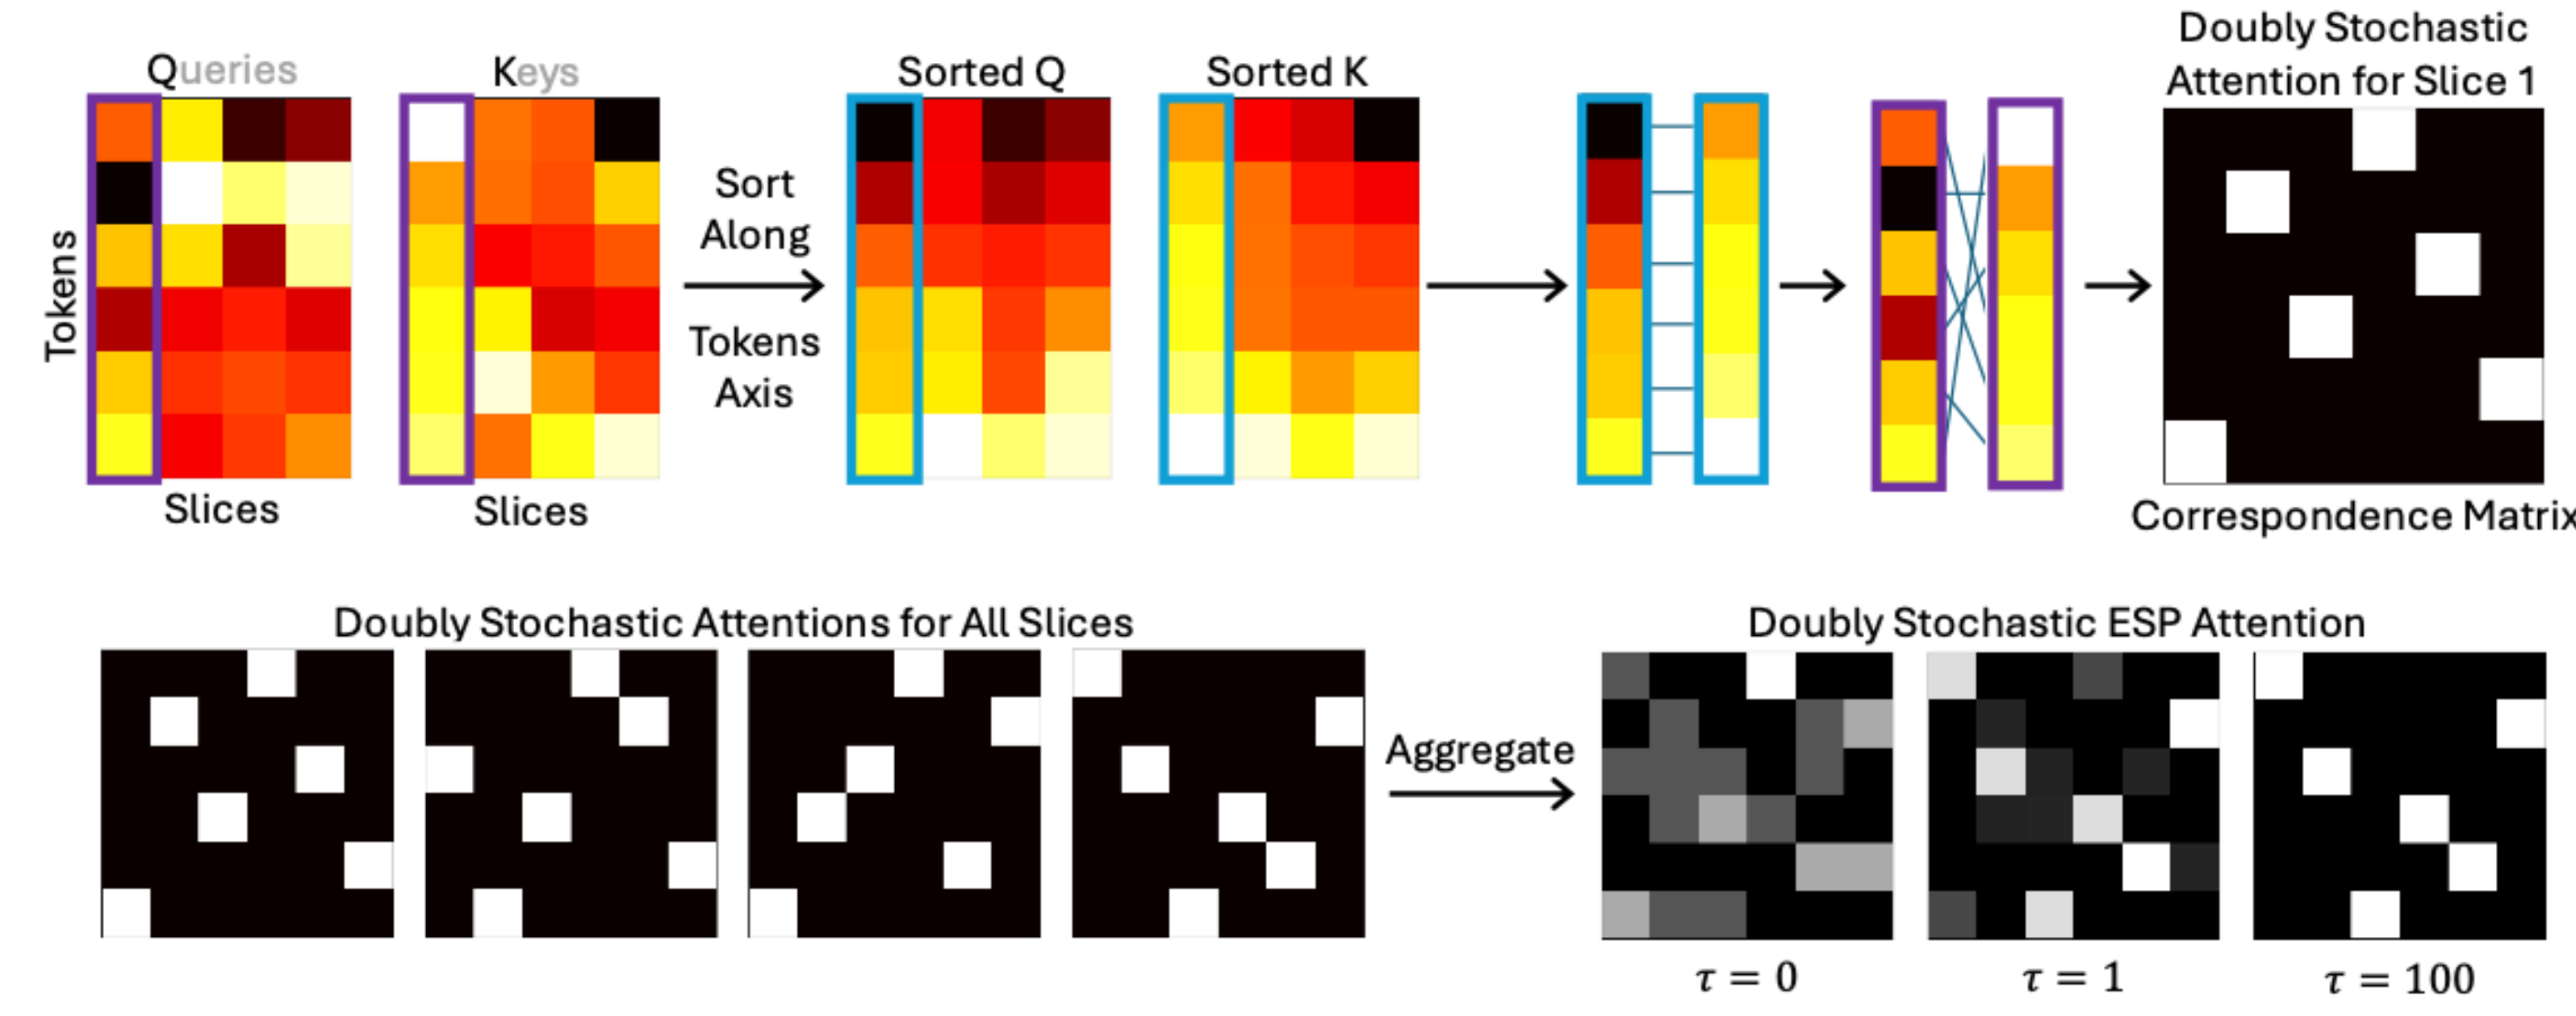 Queries
Keys
Sorted Q
Sorted K
Doubly Stochastic
Attention for Slice 1
Tokens
Sort
Along
Tokens
Axis
Slices
Slices
Correspondence Matrix
Doubly Stochastic Attentions for All Slices
Doubly Stochastic ESP Attention
Aggregate
τ = 0
τ = 1
τ = 100